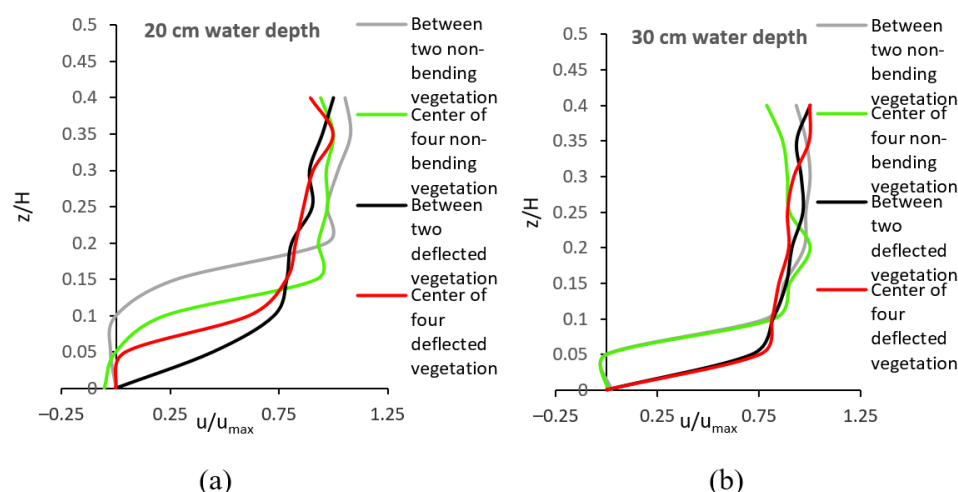 20 cm water depth
0.5
0.45
0.4
0.35
0.3
0.25
0.2
0.15
0.1
0.05
0
z/H
−0.25
0.25
0.75
1.25
u/umax
Between
two non-
bending
vegetation
Center of
four non-
bending
vegetation
Between
two
deflected
vegetation
Center of
four
deflected
vegetation
(a)
30 cm water depth
0.5
0.45
0.4
0.35
0.3
0.25
0.2
0.15
0.1
0.05
0
z/H
−0.25
0.25
0.75
1.25
u/umax
Between
two non-
bending
vegetation
Center of
four non-
bending
vegetation
Between
two
deflected
vegetation
Center of
four
deflected
vegetation
(b)